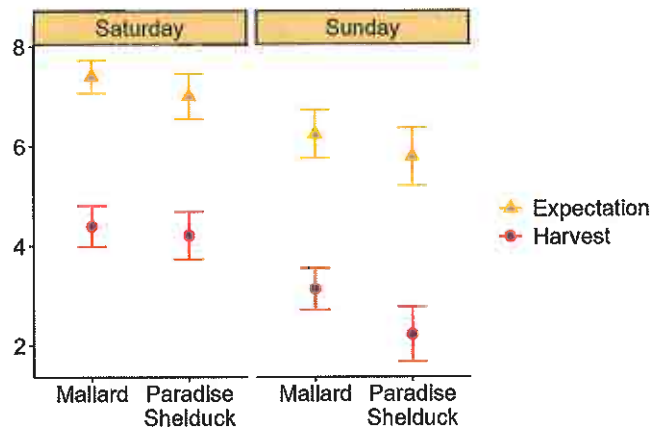 Saturday
Sunday
8
6
4
2
Mallard
Paradise
Shelduck
Mallard
Paradise
Shelduck
Expectation
Harvest